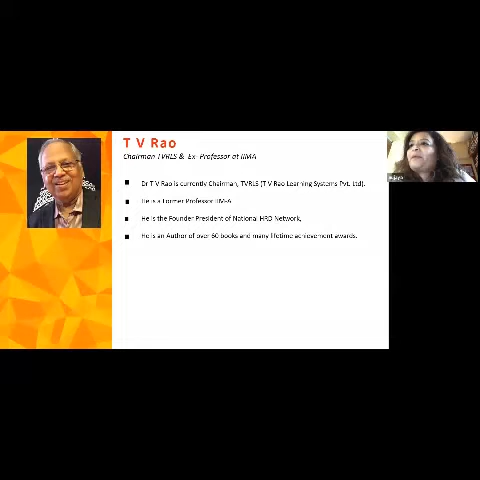 T V Rao
Chairman TVRLS & Ex- Professor at IIMA
Dr T V Rao is currently Chairman, TVRLS (T V Rao Learning Systems Pvt. Ltd).
He is a Former Professor IIM-A
He is the Founder President of National HRD Network,
He is an Author of over 60 books and many lifetime achievement awards.